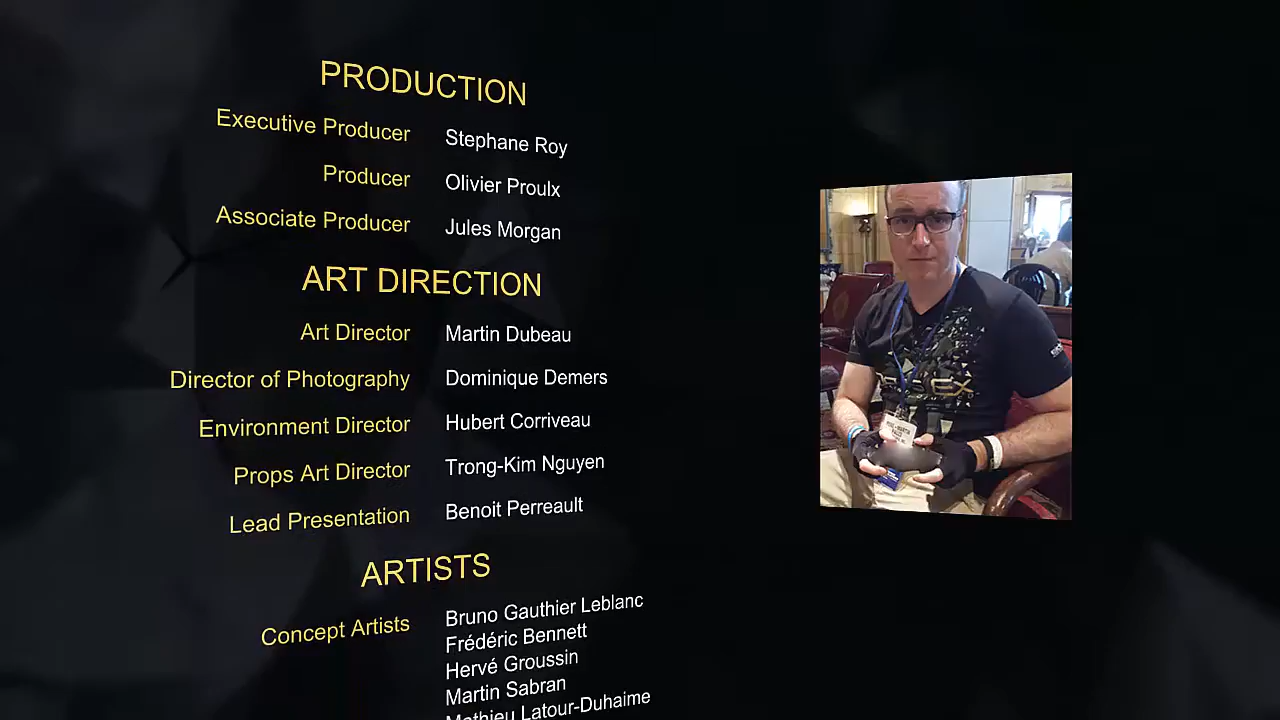 PRODUCTION
Executive Producer Stephane Roy
Producer Olivier Proulx
Associate Producer Jules Morgan
ART DIRECTION
Art Director Martin Dubeau
Director of Photography Dominique Demers
Environment Director Hubert Corriveau
Props Art Director Trong-Kim Nguyen
Lead Presentation Benoit Perreault
ARTISTS
Concept Artists Bruno Gauthier Leblanc
Frédéric Bennett
Hervé Groussin
Martin Sabran
Mathieu Latour-Duhaime